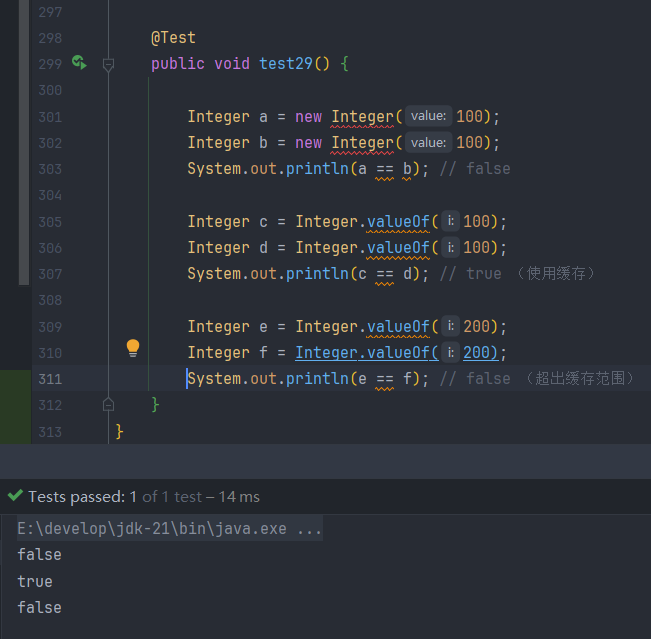 297
298 @Test
299 public void test29() {
300
301 Integer a = new Integer( value: 100);
302 Integer b = new Integer( value: 100);
303 System.out.println(a == b); // false
304
305 Integer c = Integer.valueOf( i: 100);
306 Integer d = Integer.valueOf( i: 100);
307 System.out.println(c == d); // true （使用缓存）
308
309 Integer e = Integer.valueOf( i: 200);
310 Integer f = Integer.valueOf( i: 200);
311 System.out.println(e == f); // false （超出缓存范围）
312 }
313 }
Tests passed: 1 of 1 test – 14 ms
E:\develop\jdk-21\bin\java.exe ...
false
true
false